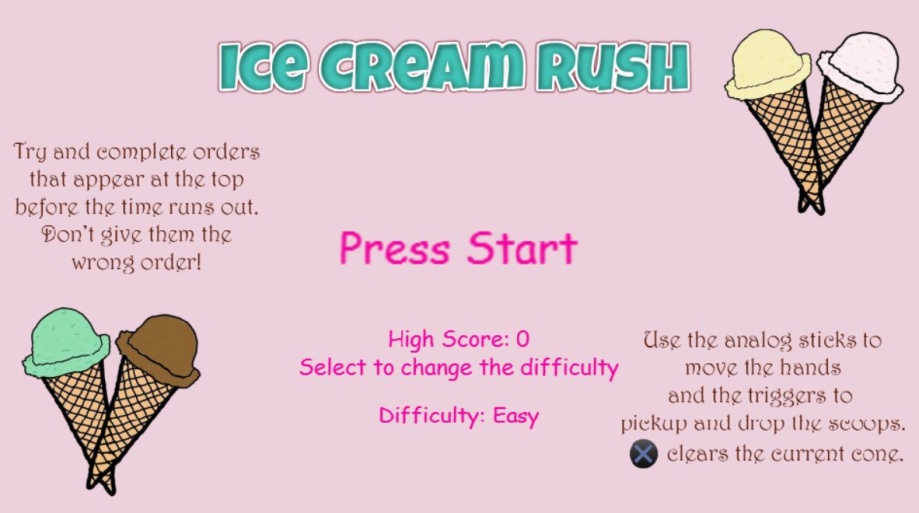 Ice Cream Rush
Try and complete orders
that appear at the top
before the time runs out.
Don't give them the
wrong order!
Press Start
High Score: 0
Select to change the difficulty
Difficulty: Easy
Use the analog sticks to
move the hands
and the triggers to
pickup and drop the scoops.
clears the current cone.